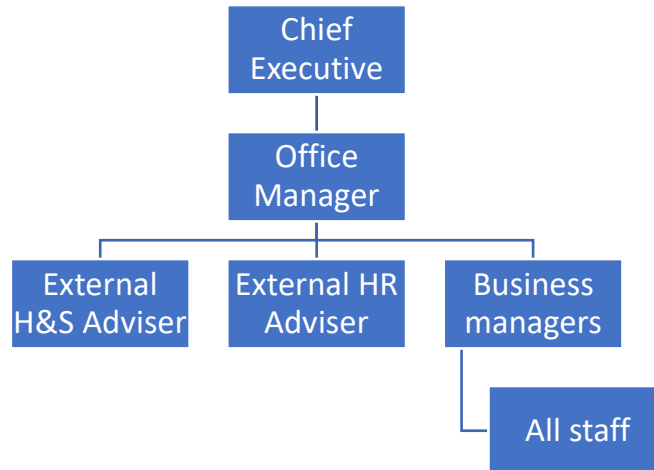 Chief
Executive
Office
Manager
External
H&S Adviser
External HR
Adviser
Business
managers
All staff